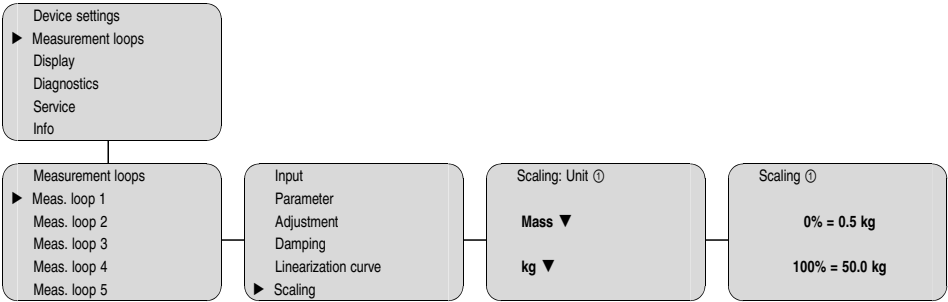 Device settings
▶ Measurement loops
Display
Diagnostics
Service
Info
Measurement loops
▶ Meas. loop 1
Meas. loop 2
Meas. loop 3
Meas. loop 4
Meas. loop 5
Input
Parameter
Adjustment
Damping
Linearization curve
▶ Scaling
Scaling: Unit ①
Mass ▼
kg ▼
Scaling ①
0% = 0.5 kg
100% = 50.0 kg